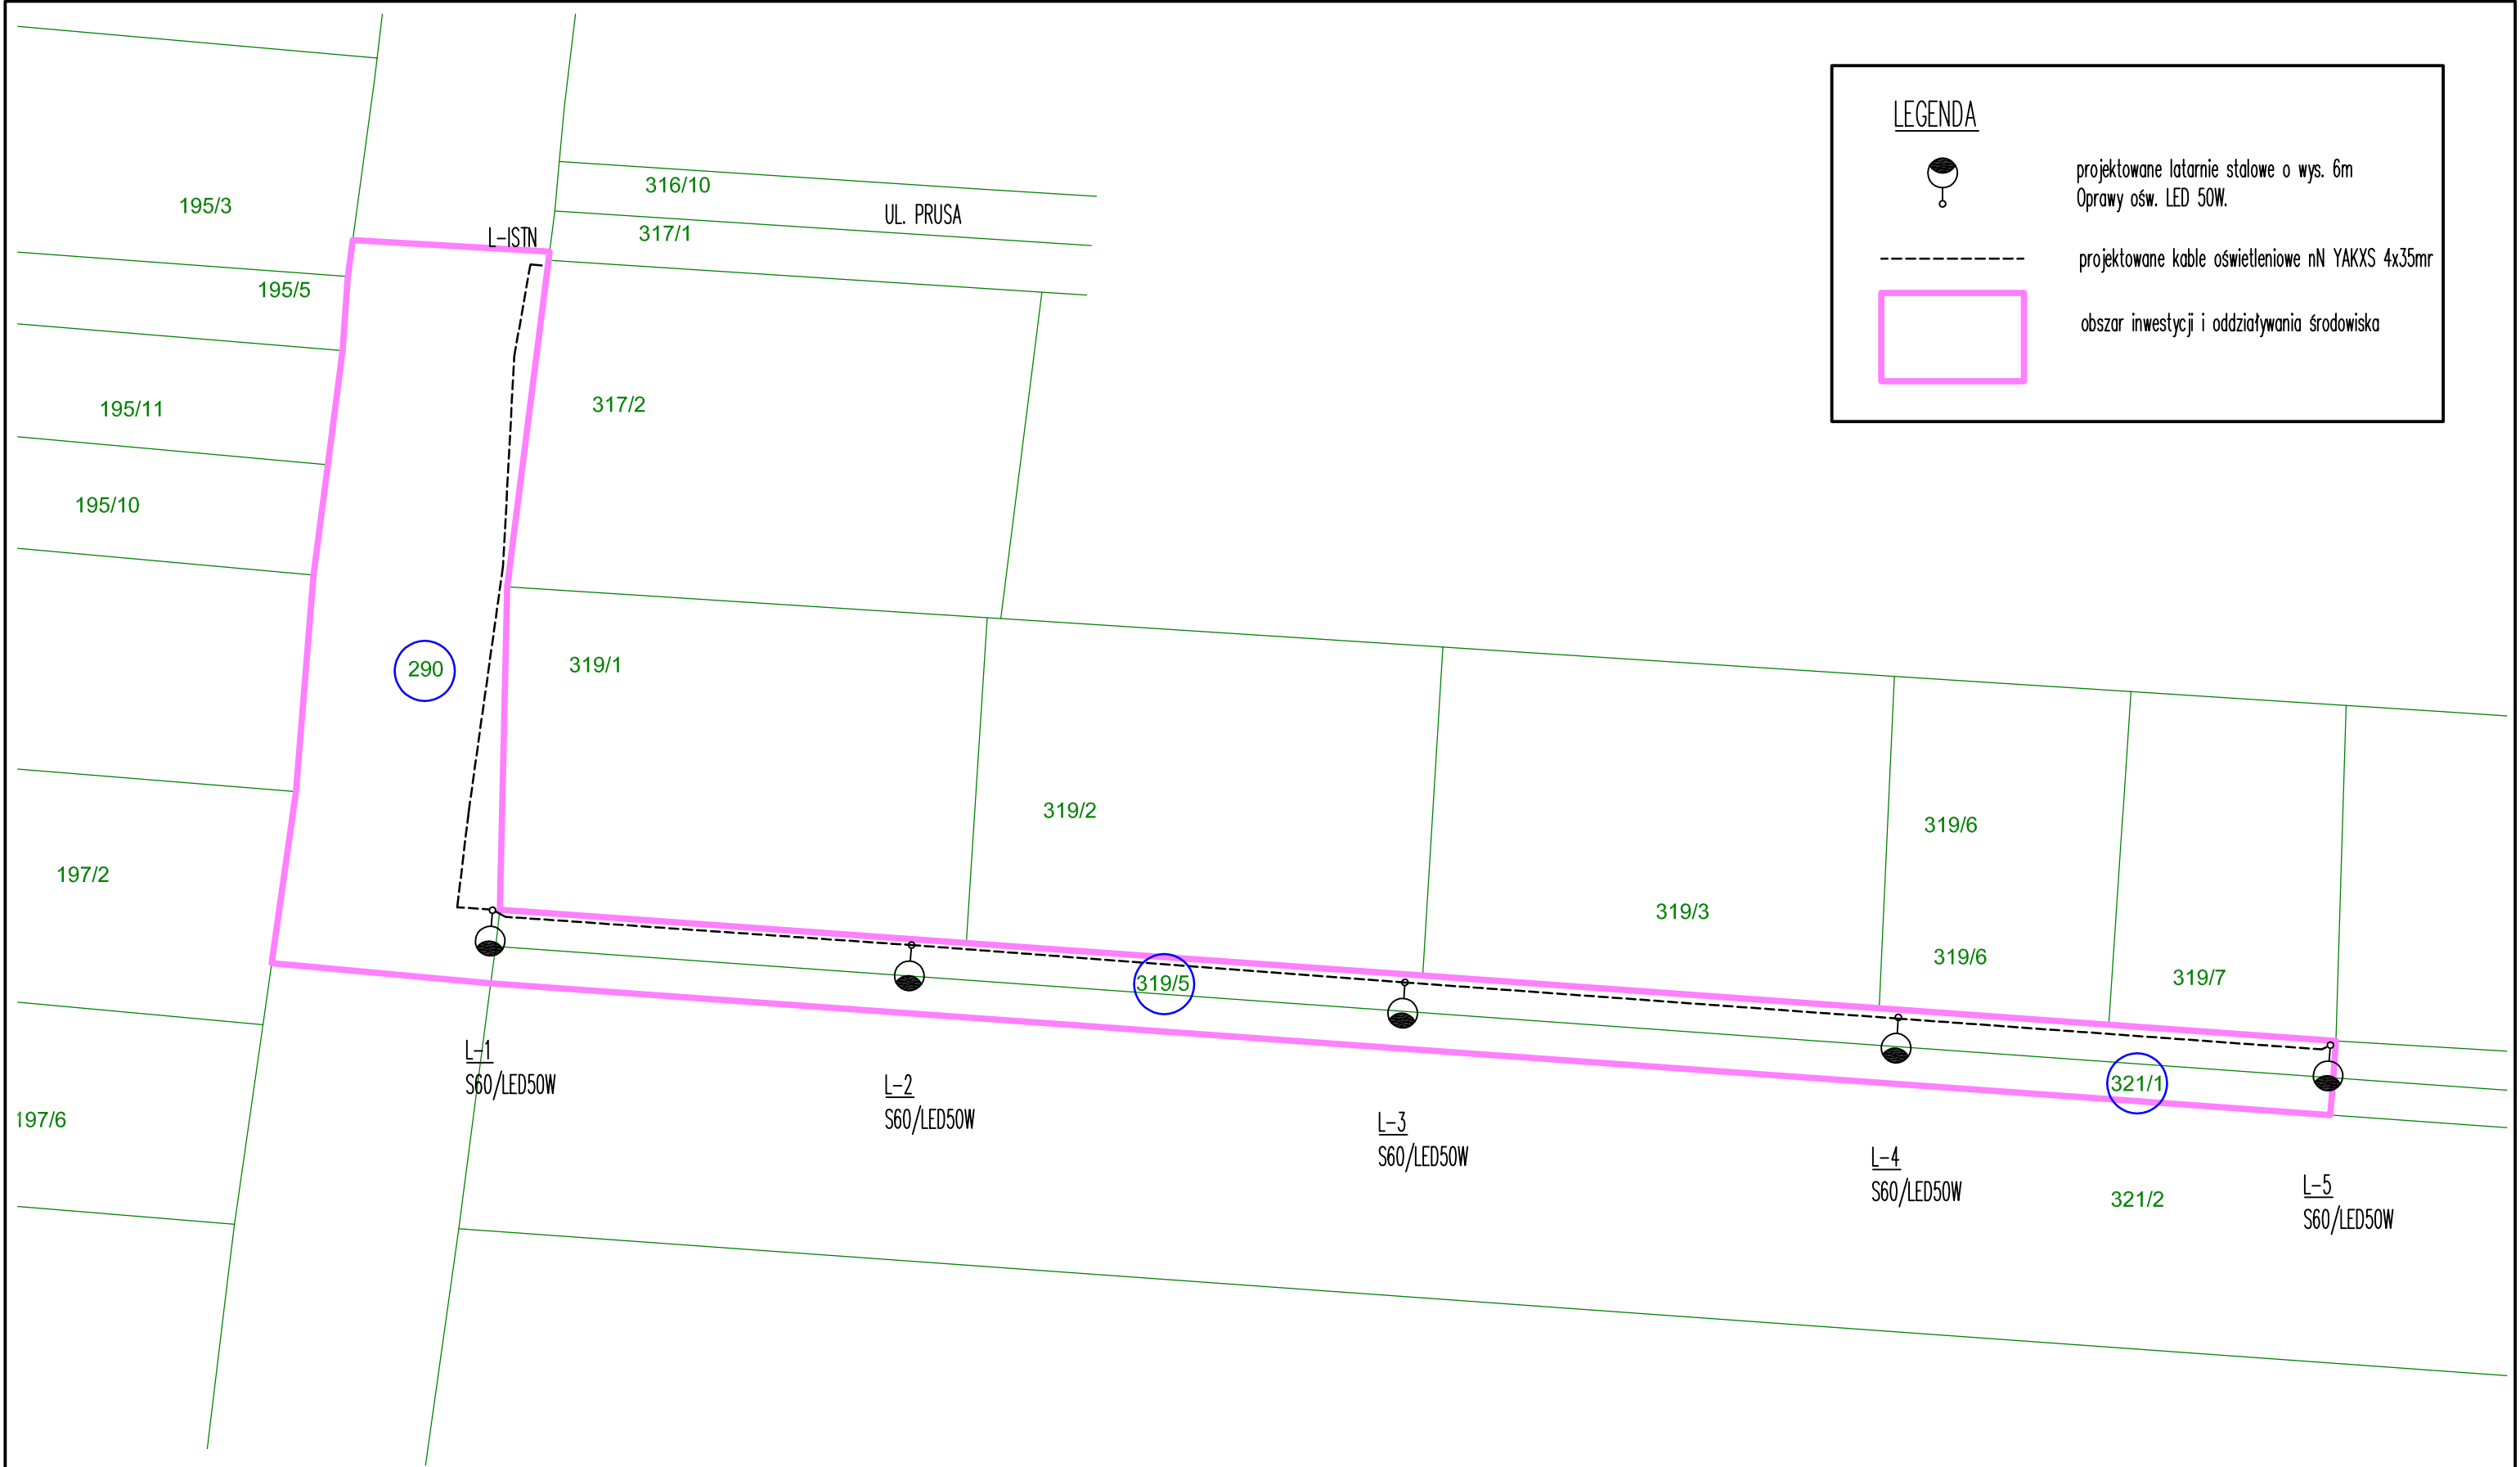 LEGENDA
projektowane latarnie stalowe o wys. 6m
Oprawy ośw. LED 50W.
projektowane kable oświetleniowe nN YAKXS 4x35mr
obszar inwestycji i oddziaływania środowiska
316/10
195/3
UL. PRUSA
317/1
L-ISTN
195/5
317/2
195/11
195/10
319/1
290
319/2
319/6
197/2
319/3
319/6
319/7
319/5
L-1
S60/LED50W
L-2
S60/LED50W
321/1
197/6
L-3
S60/LED50W
L-4
S60/LED50W
321/2
L-5
S60/LED50W